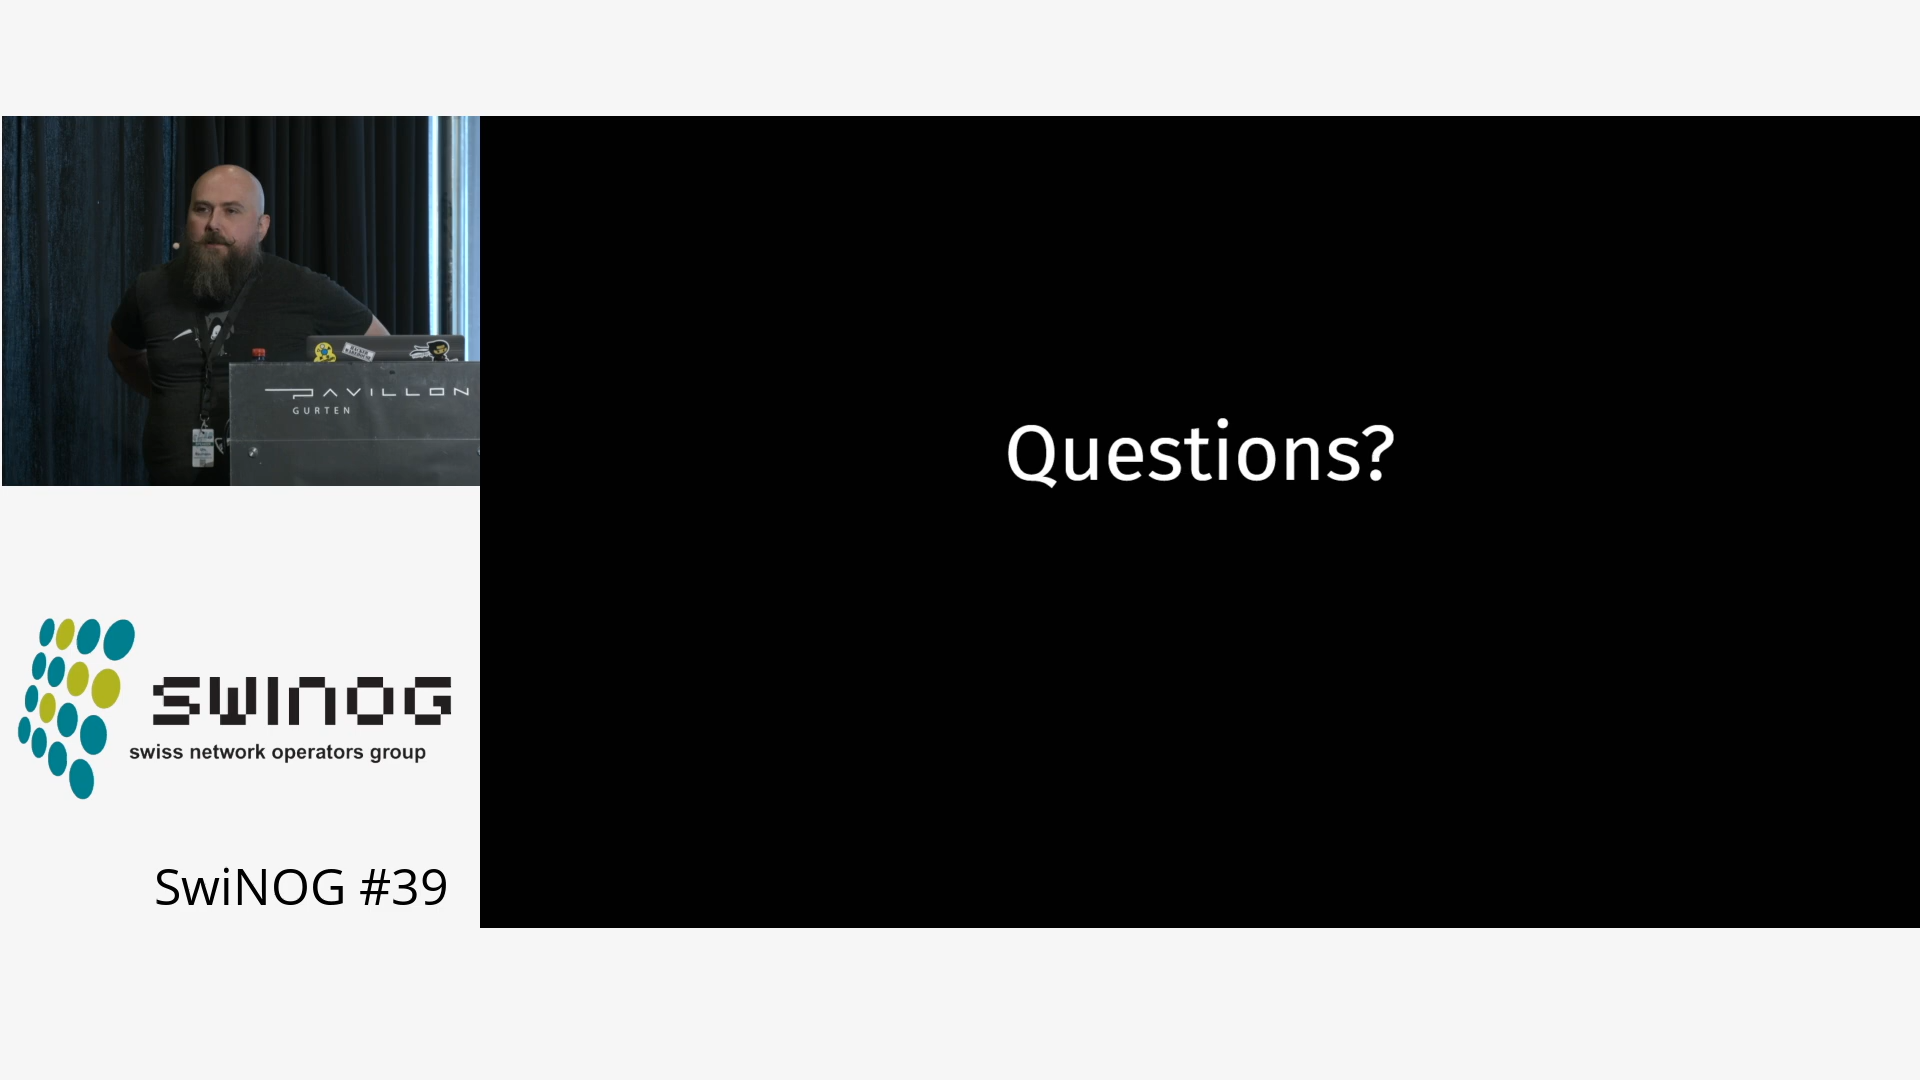 PAVILLON
GURTEN
Questions?
SWINOG
swiss network operators group
SwiNOG #39